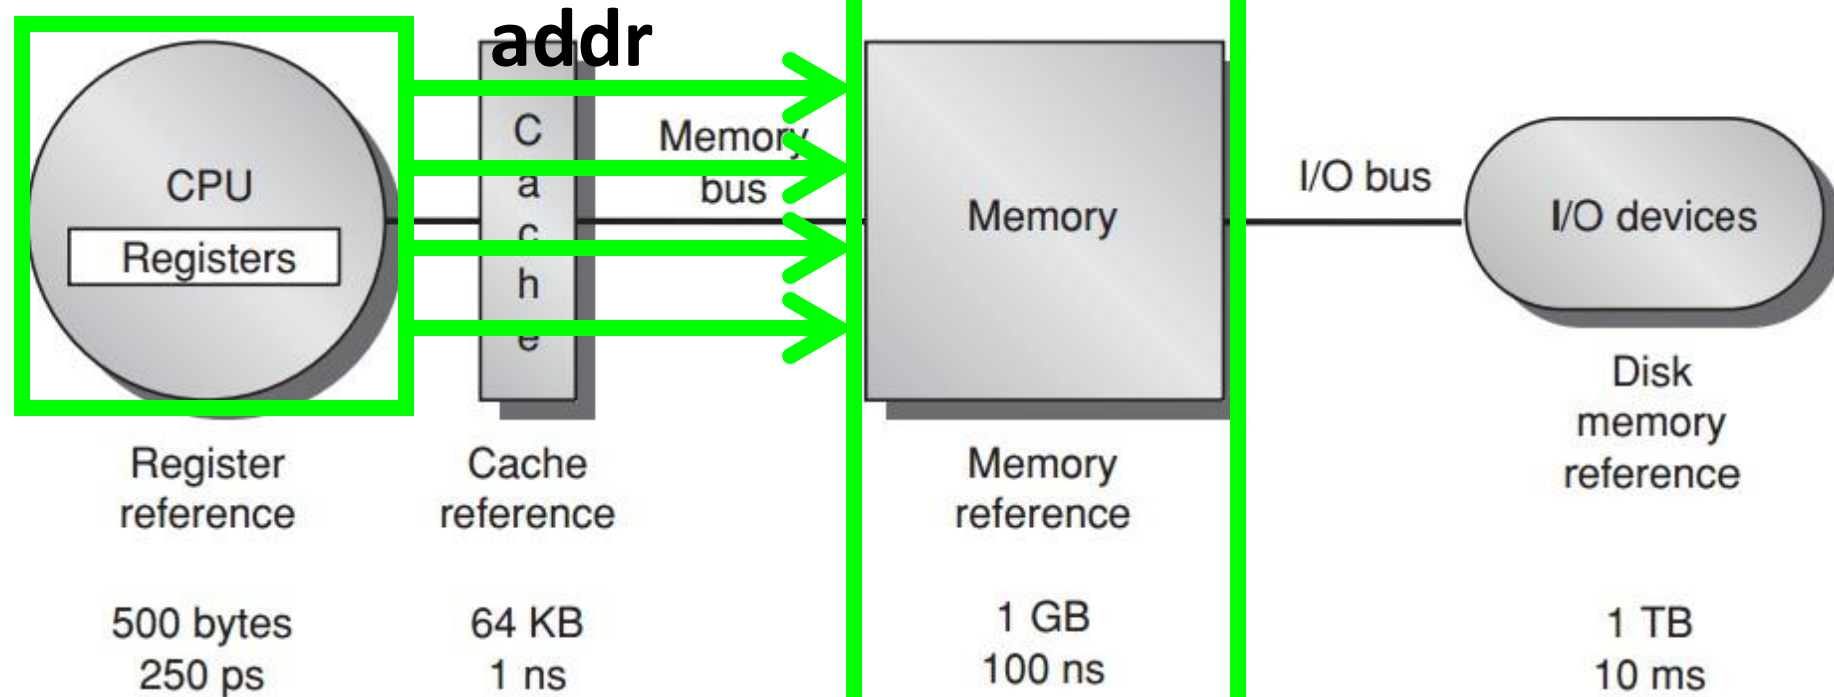 addr
CPU
Registers
C
a
c
h
e
Memory
bus
Memory
I/O bus
I/O devices
Register
reference
Cache
reference
Memory
reference
Disk
memory
reference
500 bytes
250 ps
64 KB
1 ns
1 GB
100 ns
1 TB
10 ms